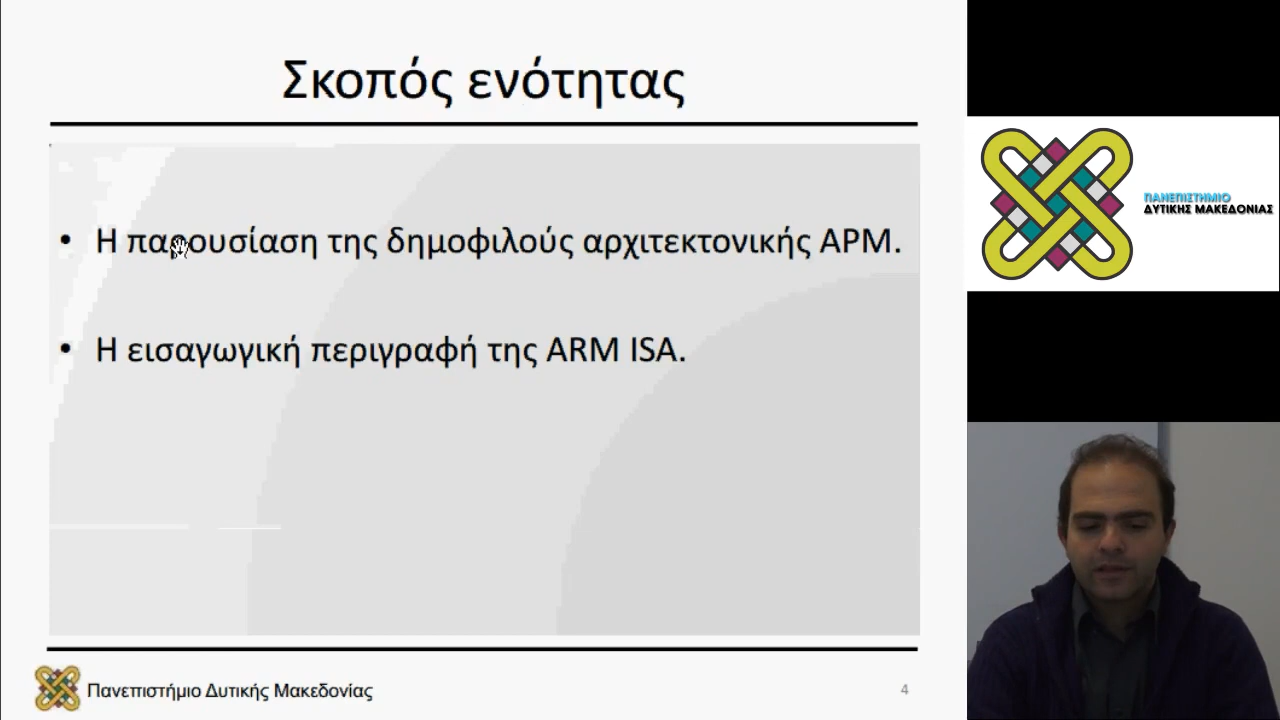 Σκοπός ενότητας
• Η παρουσίαση της δημοφιλούς αρχιτεκτονικής ΑΡΜ.
• Η εισαγωγική περιγραφή της ARM ISA.
Πανεπιστήμιο Δυτικής Μακεδονίας
4
ΠΑΝΕΠΙΣΤΗΜΙΟ
ΔΥΤΙΚΗΣ ΜΑΚΕΔΟΝΙΑΣ